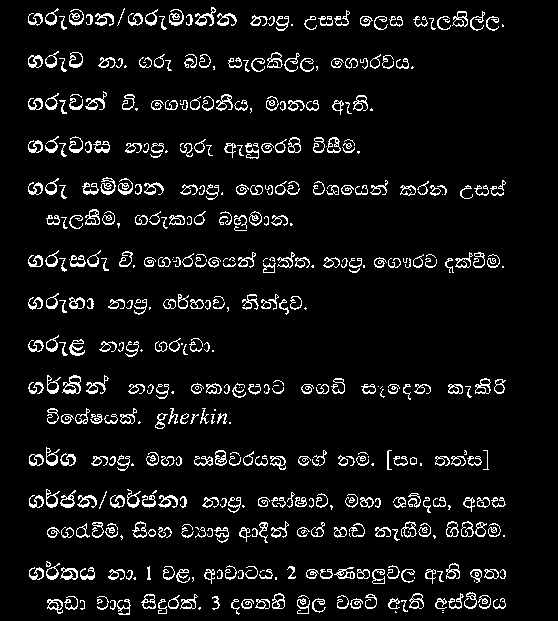 ගරුමාන/ගරුමාන්න නාප්‍ර. උසස් ලෙස සැලකිල්ල.
ගරුව නා. ගරු බව, සැලකිල්ල, ගෞරවය.
ගරුවන් වි. ගෞරවනීය, මානය ඇති.
ගරුවාස නාප්‍ර. ගුරු ඇසුරෙහි විසීම.
ගරු සම්මාන නාප්‍ර. ගෞරව වශයෙන් කරන උසස්
සැලකීම, ගරුකාර බහුමාන.
ගරුසරු වි. ගෞරවයෙන් යුක්ත. නාප්‍ර. ගෞරව දැක්වීම.
ගරුහා නාප්‍ර. ගර්හාව, නින්දාව.
ගරුළ නාප්‍ර. ගරුඩා.
ගර්කින් නාප්‍ර. කොළපාට ගෙඩි සෑදෙන කැකිරි
විශේෂයක්. gherkin.
ගර්ග නාප්‍ර. මහා ඍෂිවරයකු ගේ නම. [සං. තත්ස]
ගර්ජන/ගර්ජනා නාප්‍ර. ඝෝෂාව, මහා ශබ්දය, අහස
ගෙරැවීම, සිංහ ව්‍යාඝ්‍ර ආදීන් ගේ හඬ නැඟීම, ගිගිරීම.
ගර්තය නා. 1 වළ, ආවාටය. 2 පෙණහලුවල ඇති ඉතා
කුඩා වායු සිදුරක්. 3 දතෙහි මුල වටේ ඇති අස්ථිමය